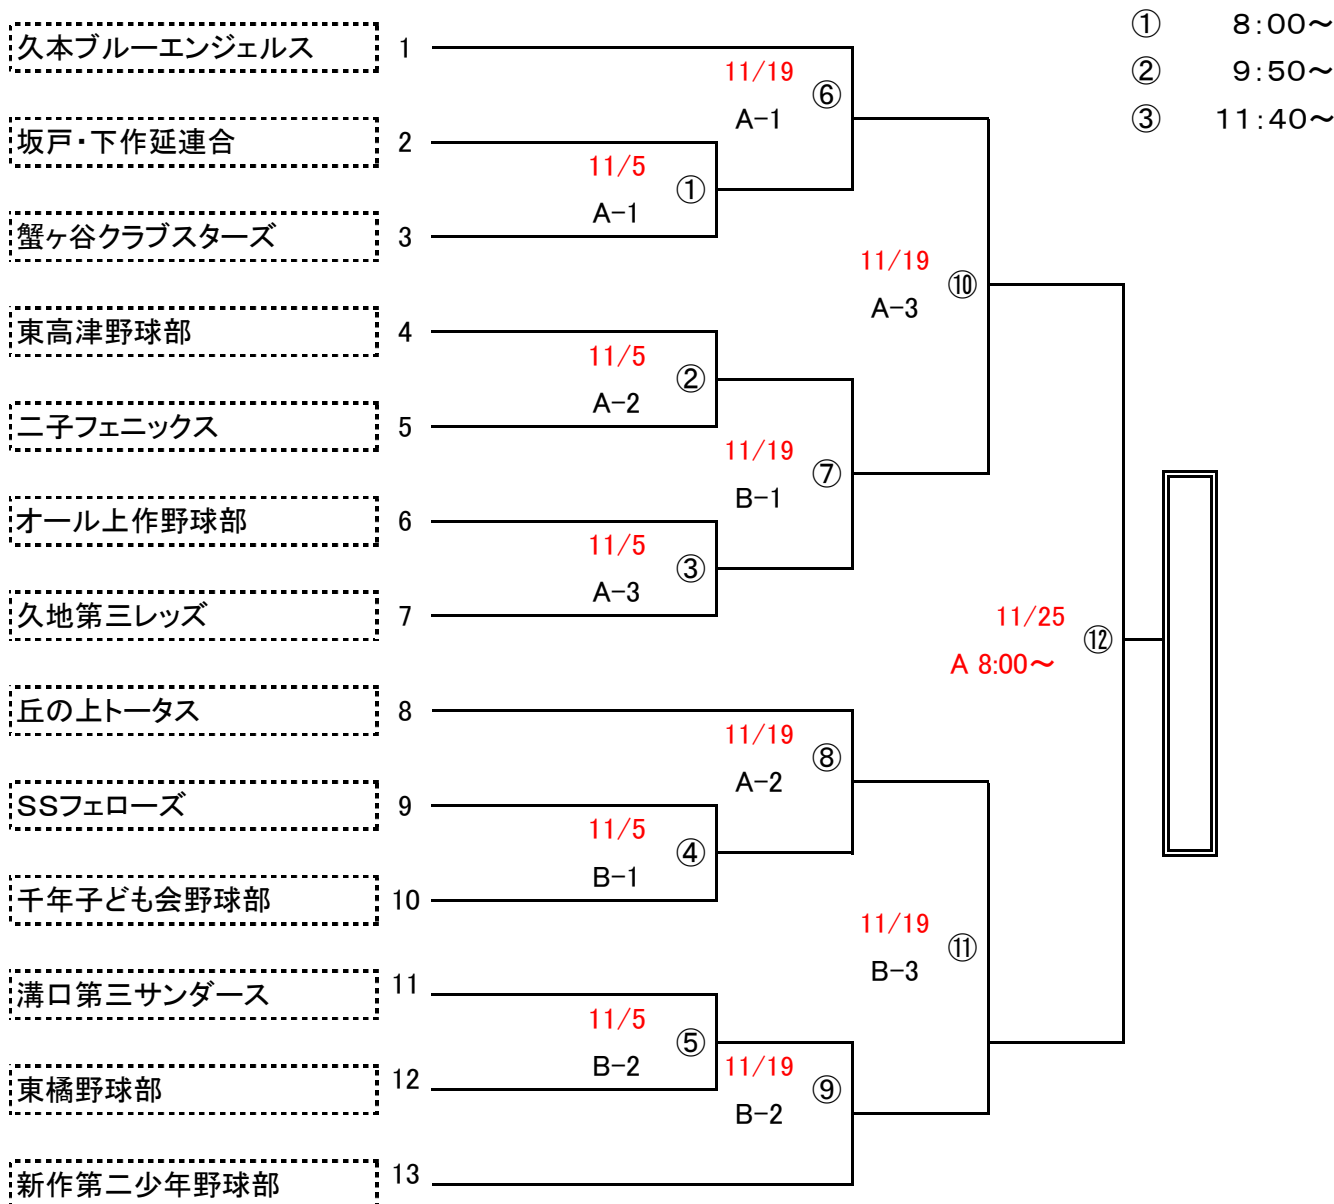 ① 8:00～
久本ブルーエンジェルス 1
11/19 ⑥
② 9:50～
A-1
③ 11:40～
坂戸・下作延連合 2
11/5 ①
A-1
蟹ヶ谷クラブスターズ 3
11/19 ⑩
A-3
東高津野球部 4
11/5 ②
A-2
二子フェニックス 5
11/19 ⑦
B-1
オール上作野球部 6
11/5 ③
A-3
久地第三レッズ 7
11/25 ⑫
A 8:00～
丘の上トータス 8
11/19 ⑧
A-2
SSフェローズ 9
11/5 ④
B-1
千年子ども会野球部 10
11/19 ⑪
B-3
溝口第三サンダース 11
11/5 ⑤
B-2
11/19 ⑨
東橘野球部 12
B-2
新作第二少年野球部 13